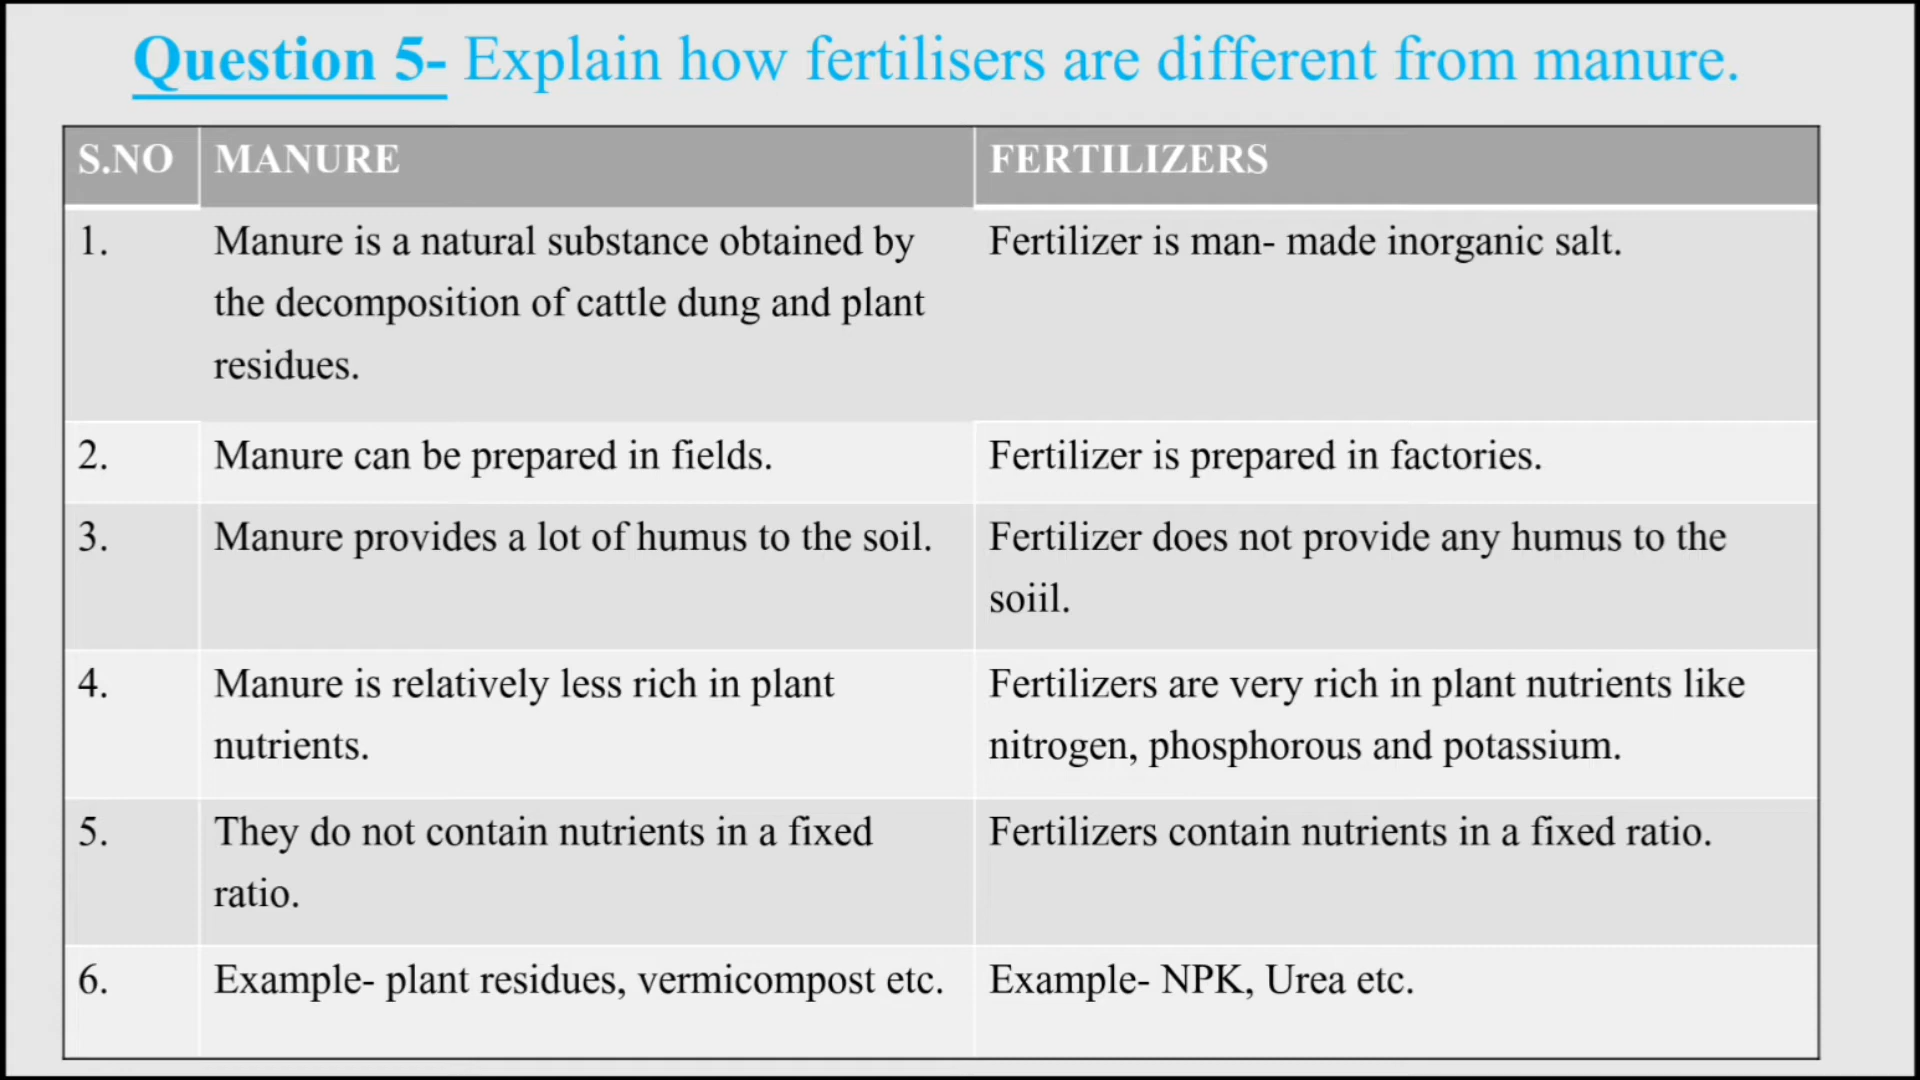 Question 5- Explain how fertilisers are different from manure.
S.NO MANURE FERTILIZERS
1. Manure is a natural substance obtained by Fertilizer is man- made inorganic salt.
the decomposition of cattle dung and plant
residues.
2. Manure can be prepared in fields. Fertilizer is prepared in factories.
3. Manure provides a lot of humus to the soil. Fertilizer does not provide any humus to the
soiil.
4. Manure is relatively less rich in plant Fertilizers are very rich in plant nutrients like
nutrients. nitrogen, phosphorous and potassium.
5. They do not contain nutrients in a fixed Fertilizers contain nutrients in a fixed ratio.
ratio.
6. Example- plant residues, vermicompost etc. Example- NPK, Urea etc.